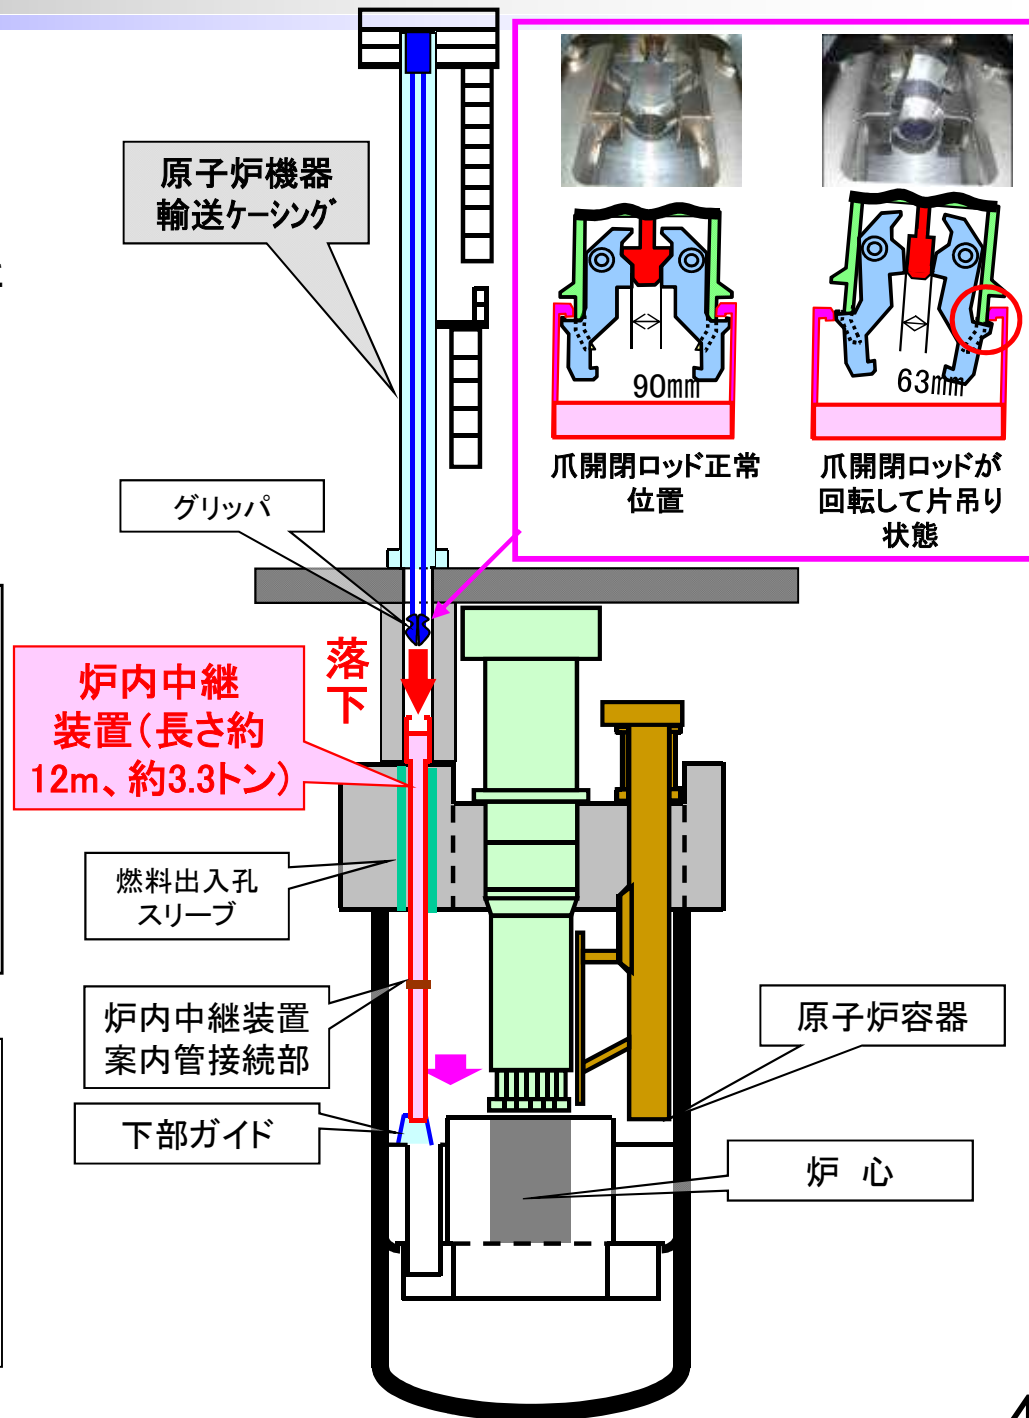 原子炉機器
輸送ケーシング
90mm
63mm
爪開閉ロッド正常
位置
爪開閉ロッドが
回転して片吊り
状態
グリッパ
落
下
炉内中継
装置(長さ約
12m、約3.3トン)
燃料出入孔
スリーブ
炉内中継装置
案内管接続部
原子炉容器
下部ガイド
炉 心